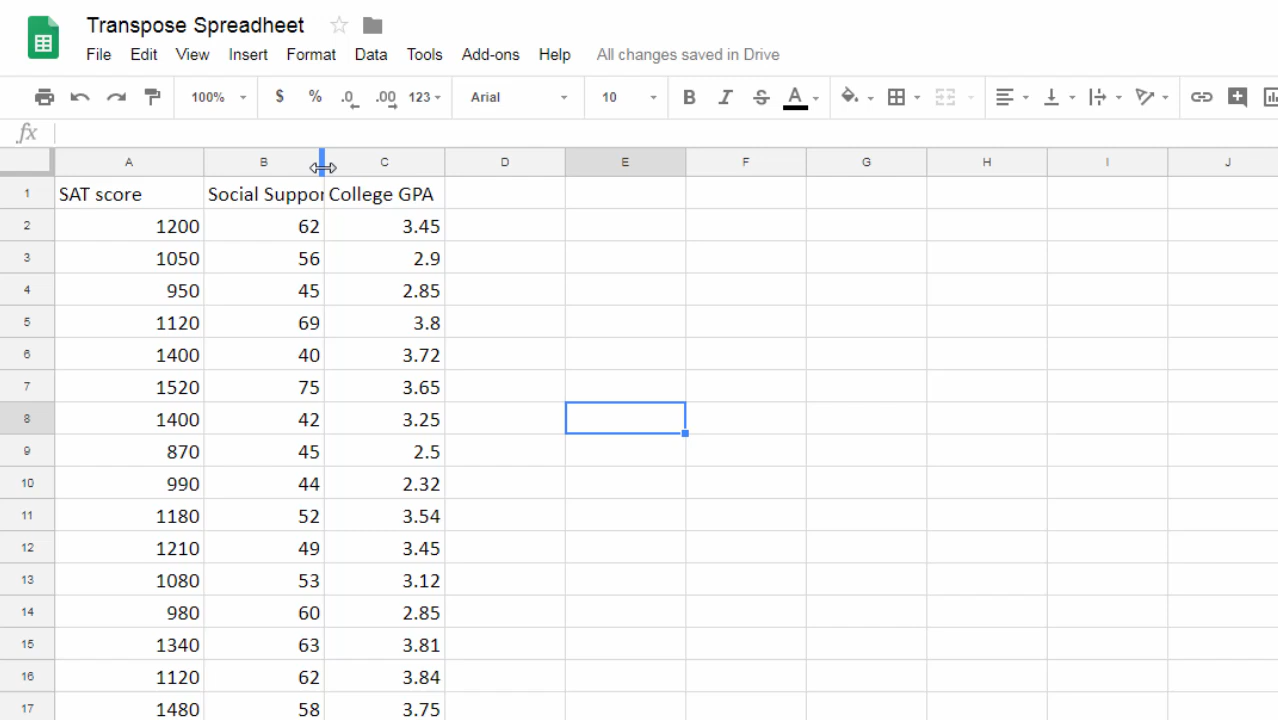 Transpose Spreadheet
File Edit View Insert Format Data Tools Add-ons Help All changes saved in Drive
100% $ % .0 .00 123 Arial 10 B I S A
fx
A B C D E F G H I J
1 SAT score Social Suppor College GPA
2 1200 62 3.45
3 1050 56 2.9
4 950 45 2.85
5 1120 69 3.8
6 1400 40 3.72
7 1520 75 3.65
8 1400 42 3.25
9 870 45 2.5
10 990 44 2.32
11 1180 52 3.54
12 1210 49 3.45
13 1080 53 3.12
14 980 60 2.85
15 1340 63 3.81
16 1120 62 3.84
17 1480 58 3.75